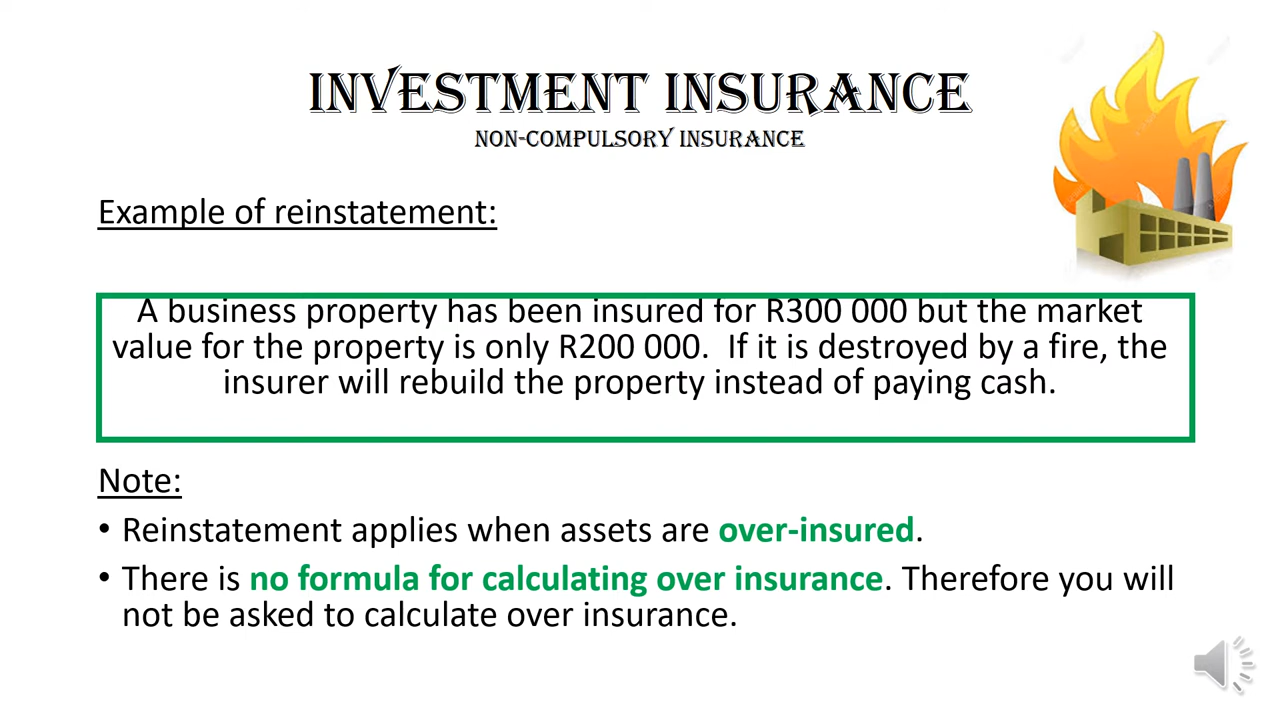 INVESTMENT INSURANCE
NON-COMPULSORY INSURANCE
Example of reinstatement:
A business property has been insured for R300 000 but the market
value for the property is only R200 000.  If it is destroyed by a fire, the
insurer will rebuild the property instead of paying cash.
Note:
• Reinstatement applies when assets are over-insured.
• There is no formula for calculating over insurance. Therefore you will
not be asked to calculate over insurance.